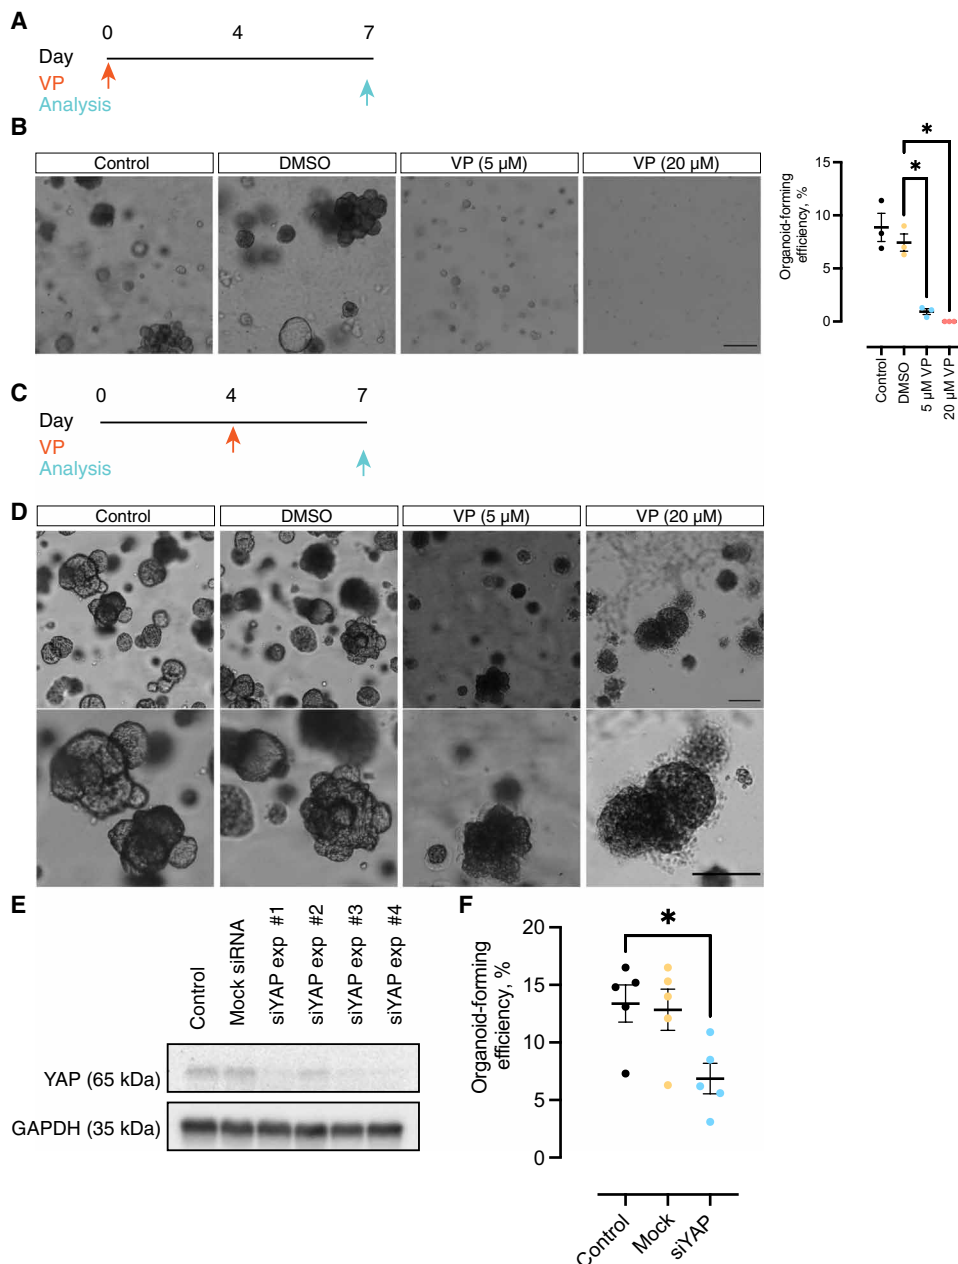 A
0 4 7
Day
VP
Analysis
B
Control DMSO VP (5 µM) VP (20 µM)
Organoid-forming
efficiency, %
15
10
5
0
* *
Control
DMSO
5 µM VP
20 µM VP
C
0 4 7
Day
VP
Analysis
D
Control DMSO VP (5 µM) VP (20 µM)
E
Control
Mock siRNA
siYAP exp #1
siYAP exp #2
siYAP exp #3
siYAP exp #4
YAP (65 kDa)
GAPDH (35 kDa)
F
Organoid-forming
efficiency, %
20
15
10
5
0
*
Control
Mock
siYAP